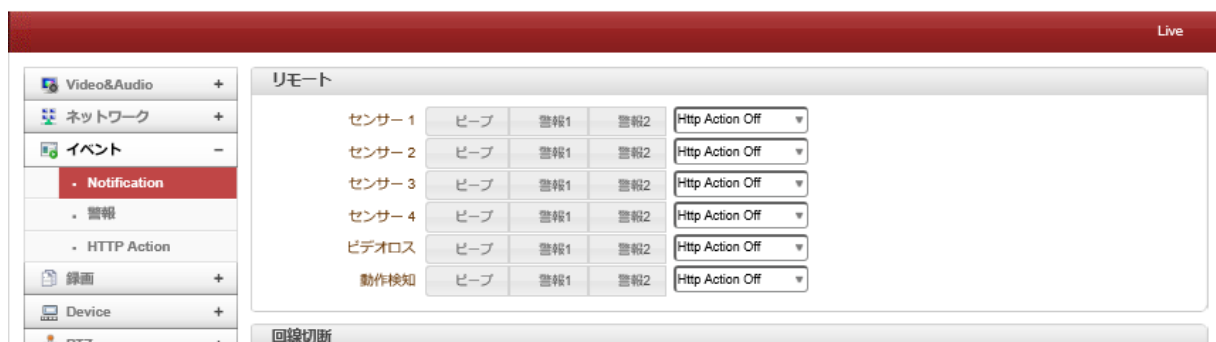 Live
Video&Audio +
ネットワーク +
イベント −
・ Notification
・ 警報
・ HTTP Action
録画 +
Device +
リモート
センサー 1 ビープ 警報1 警報2 Http Action Off
センサー 2 ビープ 警報1 警報2 Http Action Off
センサー 3 ビープ 警報1 警報2 Http Action Off
センサー 4 ビープ 警報1 警報2 Http Action Off
ビデオロス ビープ 警報1 警報2 Http Action Off
動作検知 ビープ 警報1 警報2 Http Action Off
回線切断